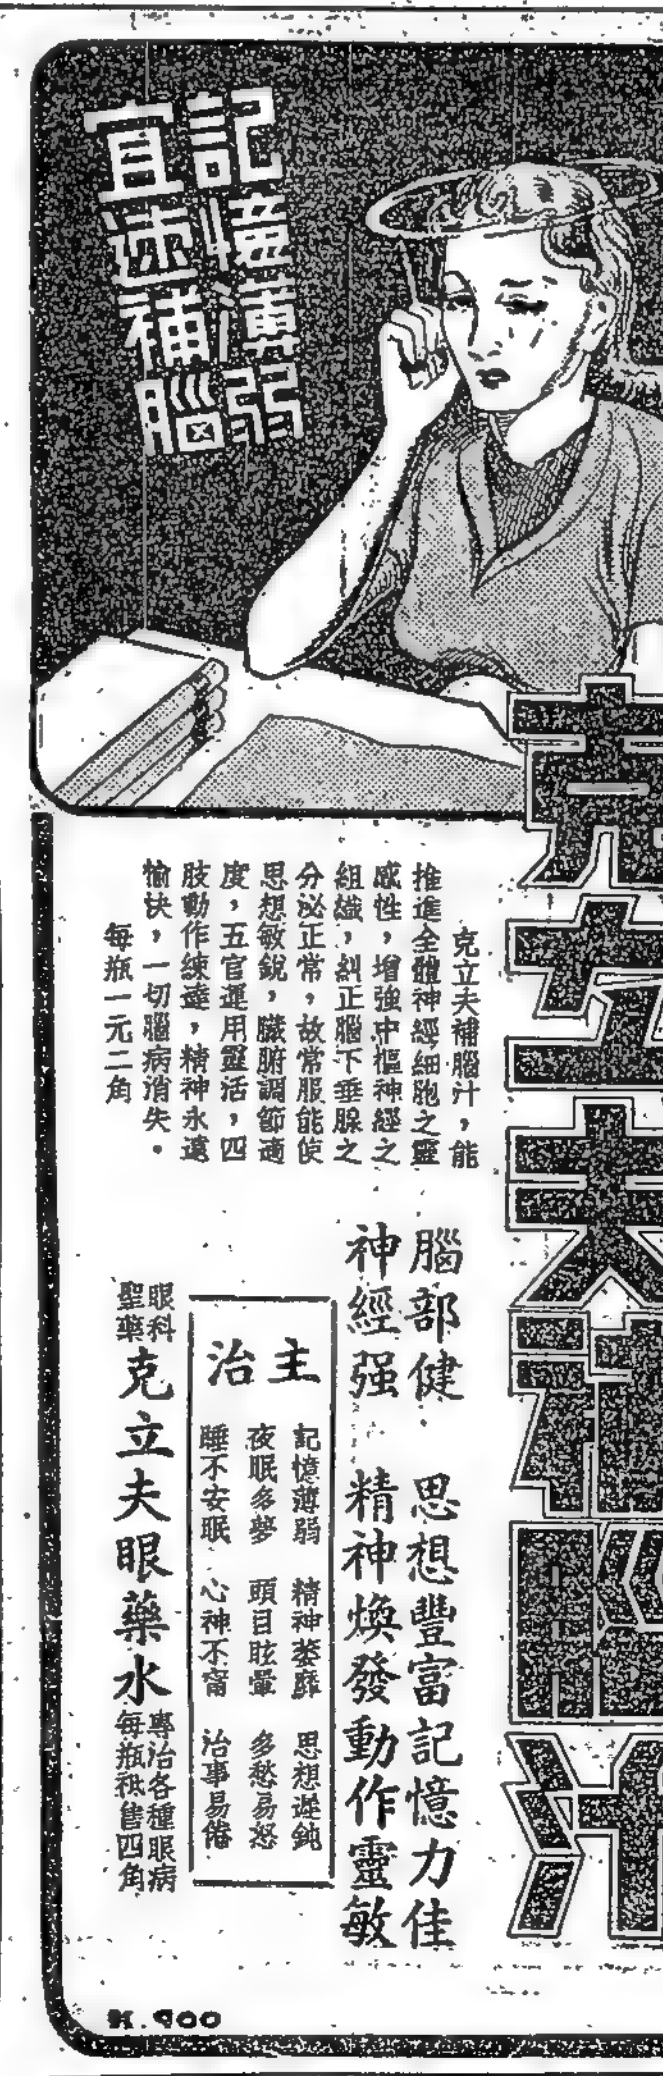 記憶薄弱
宜速補腦
克立夫補腦汁
克立夫補腦汁，能
推進全體神經細胞之靈
感性，增強中樞神經之
組織，糾正腦下垂腺之
分泌正常，故常服能使
思想敏銳，臟腑調節適
度，五官運用靈活，四
肢動作練達，精神永遠
愉快，一切腦病消失。
每瓶一元二角
腦部健　思想豐富記憶力佳
神經强　精神煥發動作靈敏
主治
記憶薄弱　精神萎靡　思想遲鈍
夜眠多夢　頭目眩暈　多愁易怒
睡不安眠　心神不甯　治事易倦
眼科
聖藥
克立夫眼藥水
專治各種眼病
每瓶祇售四角
H.900